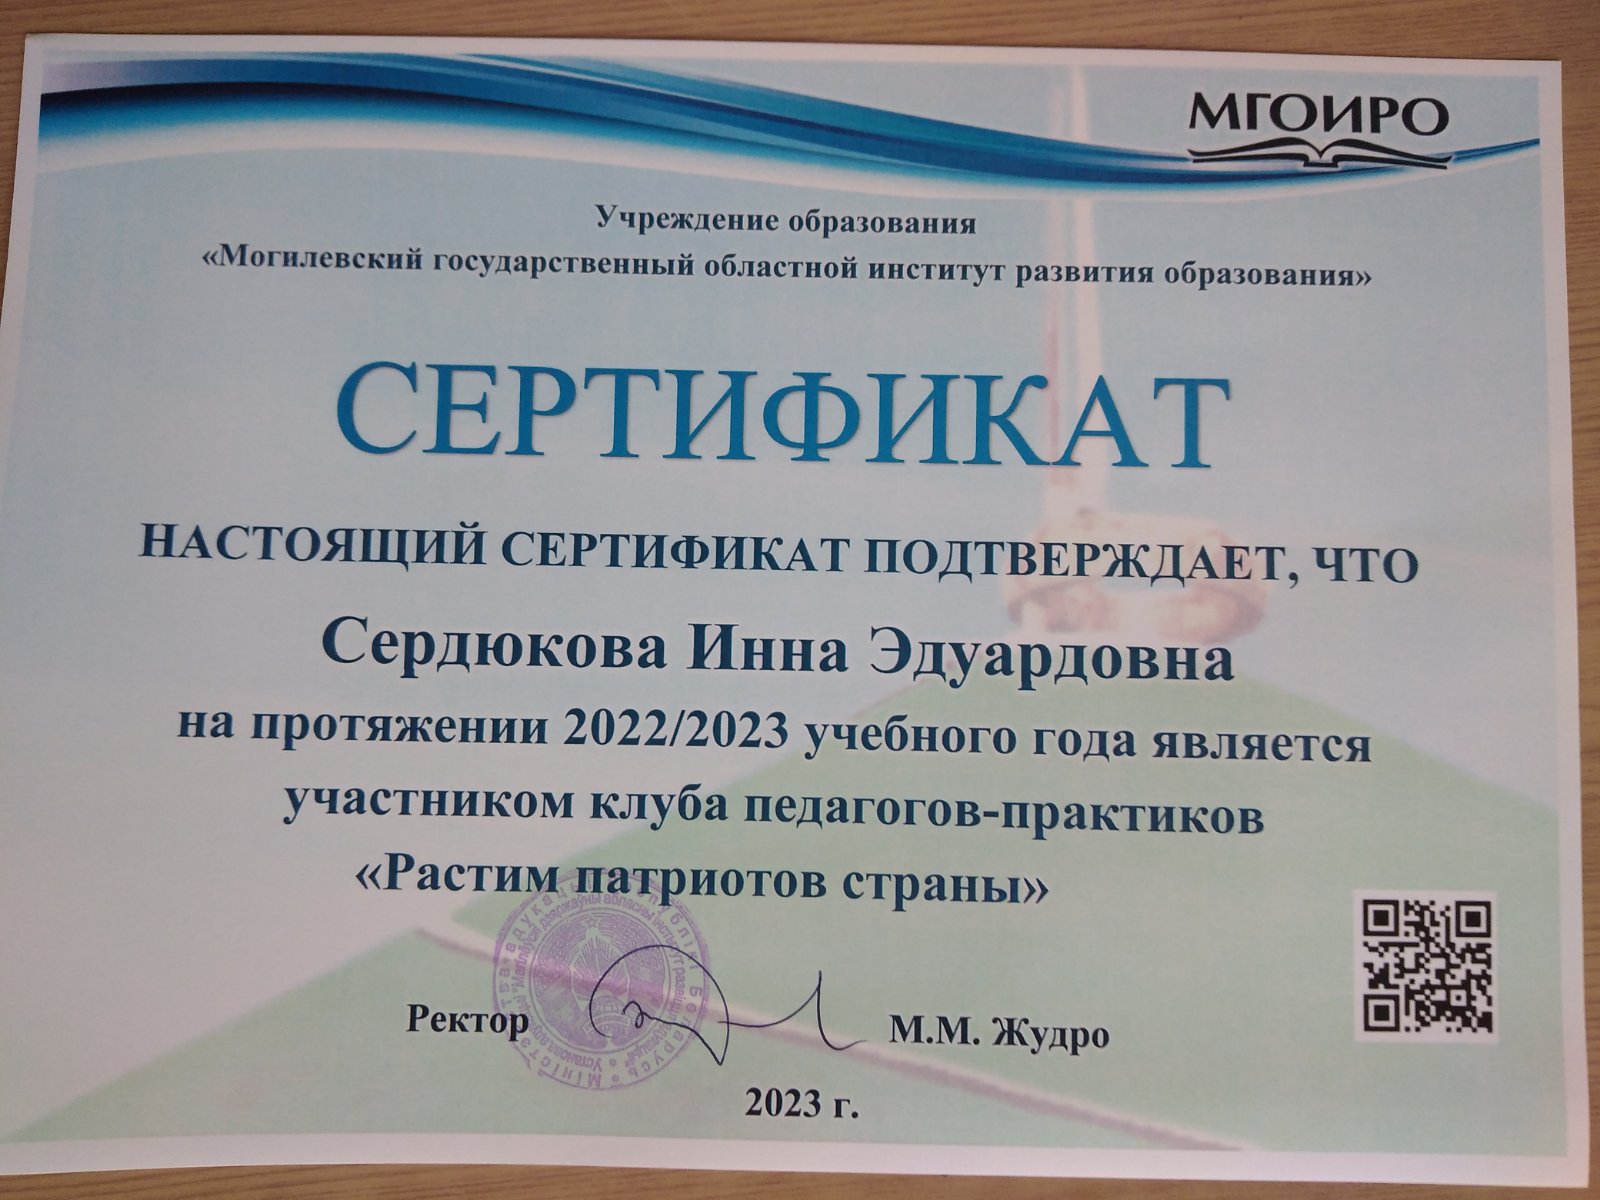 МГОИРО
Учреждение образования
«Могилевский государственный областной институт развития образования»
СЕРТИФИКАТ
НАСТОЯЩИЙ СЕРТИФИКАТ ПОДТВЕРЖДАЕТ, ЧТО
Сердюкова Инна Эдуардовна
на протяжении 2022/2023 учебного года является
участником клуба педагогов-практиков
«Растим патриотов страны»
Ректор
М.М. Жудро
2023 г.